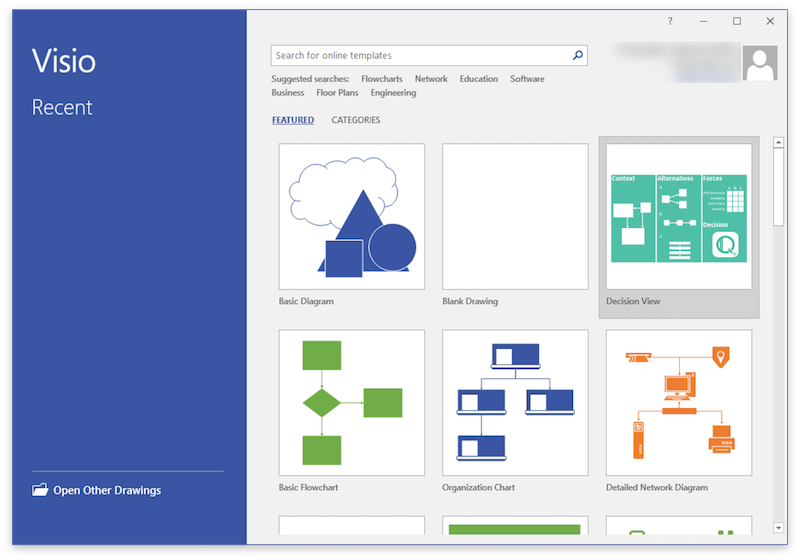 ?
Visio
Recent
Search for online templates
Suggested searches: Flowcharts Network Education Software
Business Floor Plans Engineering
FEATURED CATEGORIES
Context Alternatives Forces
Decision
Basic Diagram Blank Drawing Decision View
Basic Flowchart Organization Chart Detailed Network Diagram
Open Other Drawings